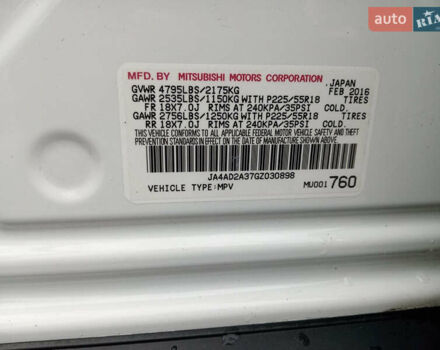 AUTO RIA
MFD. BY MITSUBISHI MOTORS CORPORATION, JAPAN
GVWR 4795LBS/2175KG FEB 2016
GAWR 2535LBS/1150KG WITH P225/55R18 TIRES
FR 18X7.0J RIMS AT 240KPA/35PSI COLD.
GAWR 2756LBS/1250KG WITH P225/55R18 TIRES
RR 18X7.0J RIMS AT 240KPA/35PSI COLD.
THIS VEHICLE CONFORMS TO ALL APPLICABLE FEDERAL MOTOR VEHICLE SAFETY AND THEFT PREVENTION STANDARDS IN EFFECT ON THE DATE OF MANUFACTURE SHOWN ABOVE.
JA4AD2A37GZ030898
VEHICLE TYPE:MPV MU001760